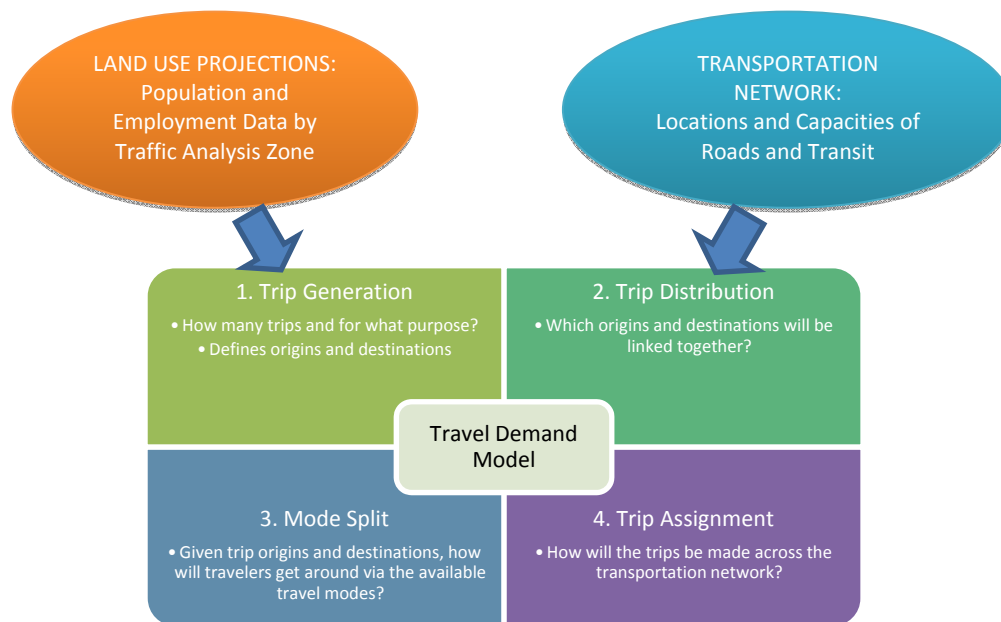 LAND USE PROJECTIONS:
Population and
Employment Data by
Traffic Analysis Zone
TRANSPORTATION
NETWORK:
Locations and Capacities of
Roads and Transit
1. Trip Generation
• How many trips and for what purpose?
• Defines origins and destinations
2. Trip Distribution
• Which origins and destinations will be
linked together?
Travel Demand
Model
3. Mode Split
• Given trip origins and destinations, how
will travelers get around via the available
travel modes?
4. Trip Assignment
• How will the trips be made across the
transportation network?